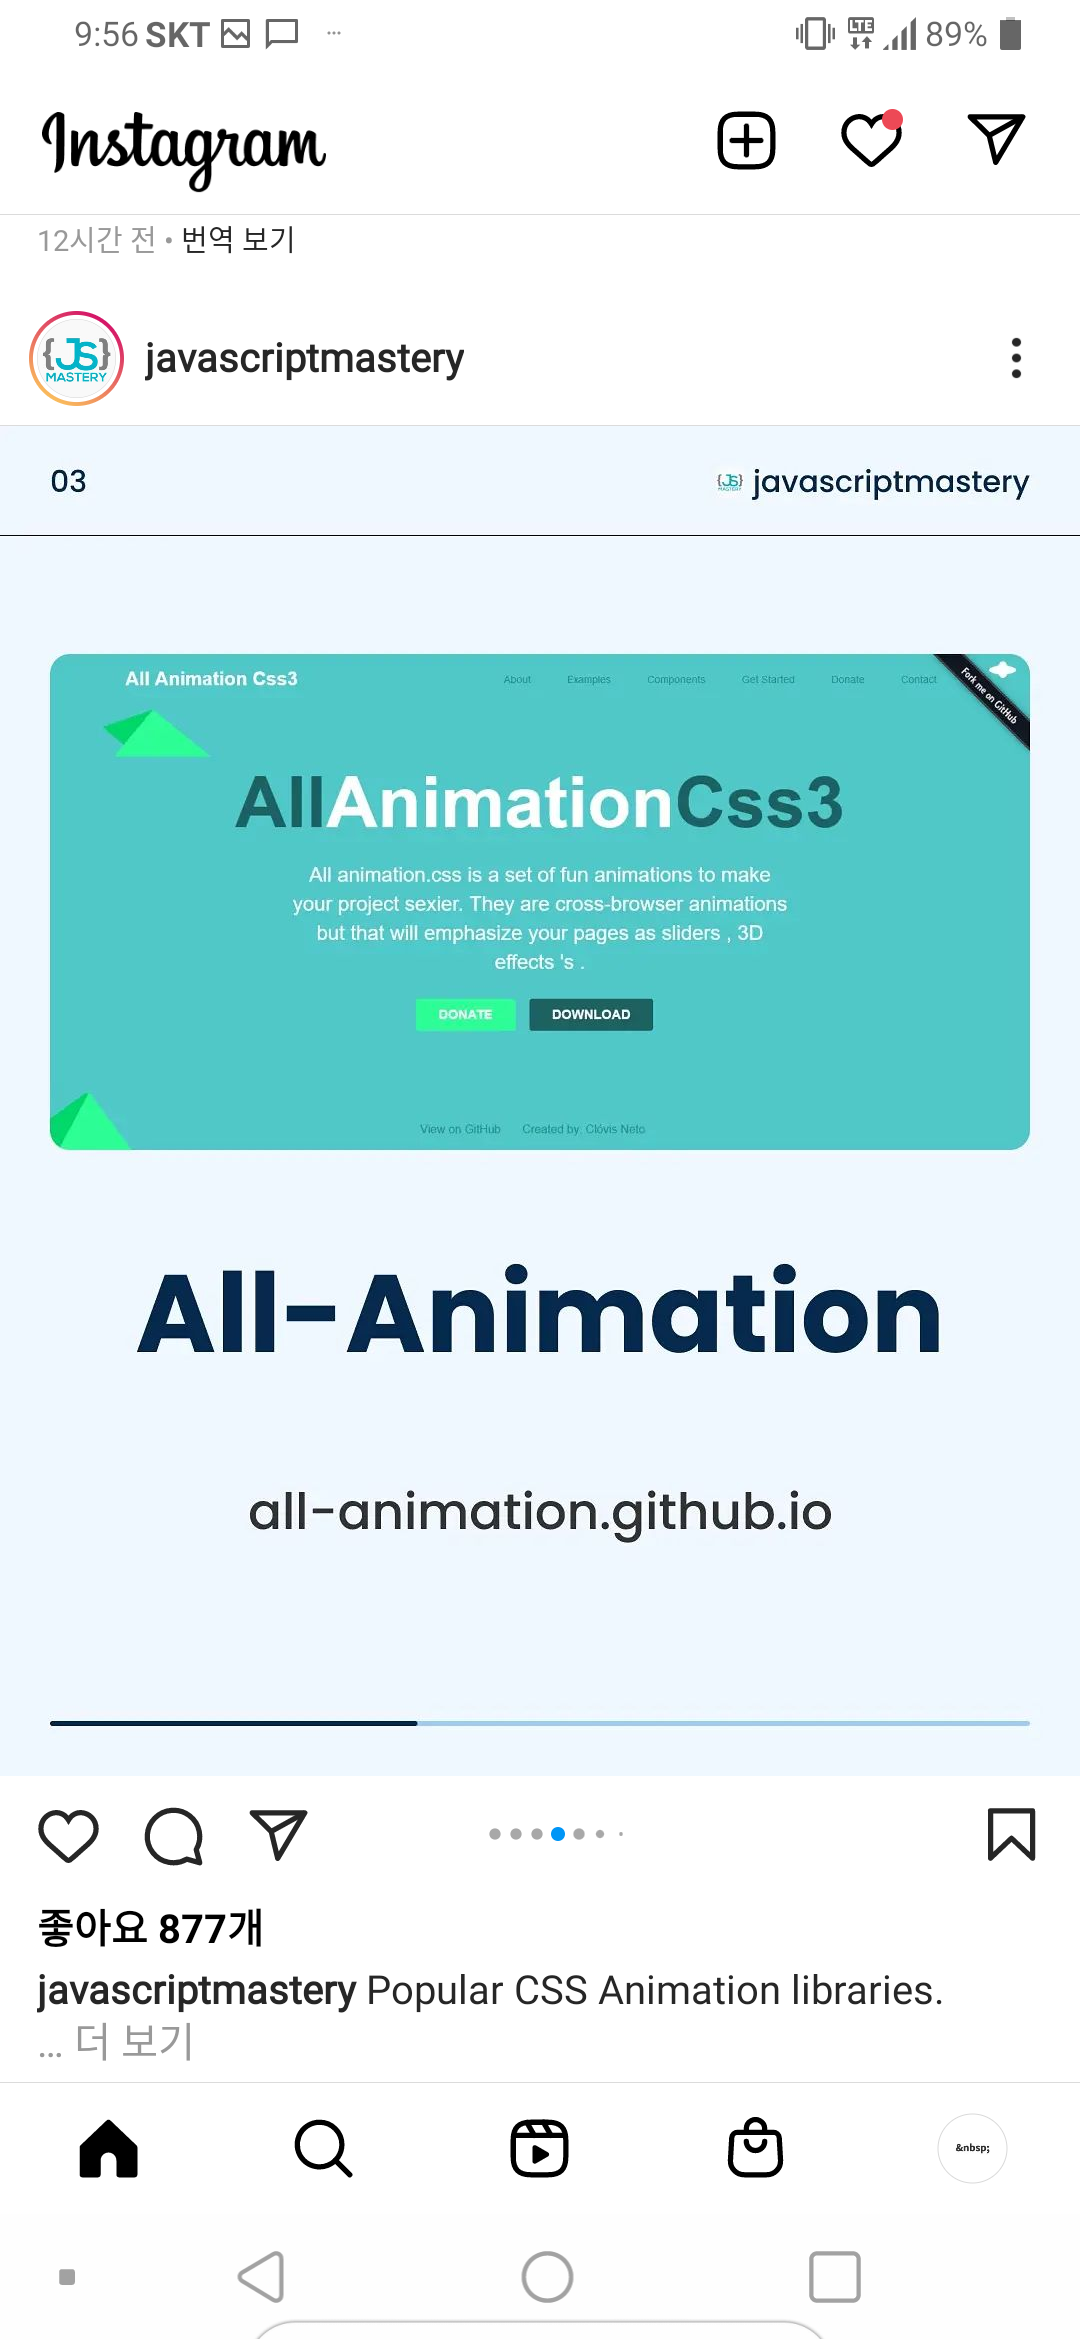 9:56 SKT
LTE 89%
Instagram
12시간 전 • 번역 보기
{JS} MASTERY
javascriptmastery
03
{JS} MASTERY javascriptmastery
All Animation Css3
About Examples Components Get Started Donate Contact
Fork me on GitHub
AllAnimationCss3
All animation.css is a set of fun animations to make
your project sexier. They are cross-browser animations
but that will emphasize your pages as sliders , 3D
effects 's .
DONATE DOWNLOAD
View on GitHub Created by: Clóvis Neto
All-Animation
all-animation.github.io
좋아요 877개
javascriptmastery Popular CSS Animation libraries.
... 더 보기
&nbsp;